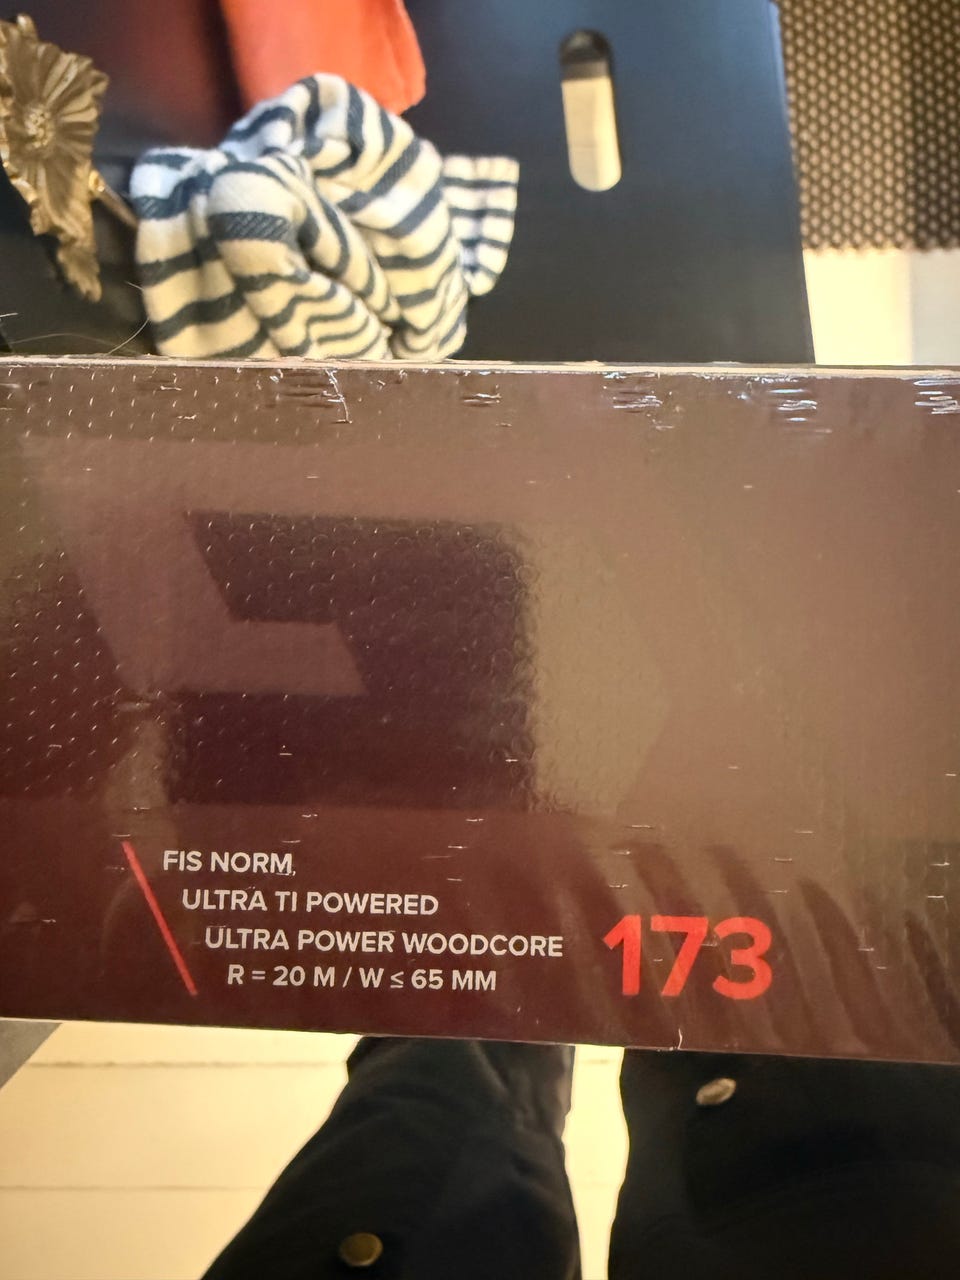 FIS NORM,
ULTRA TI POWERED
ULTRA POWER WOODCORE
R = 20 M / W ≤ 65 MM
173